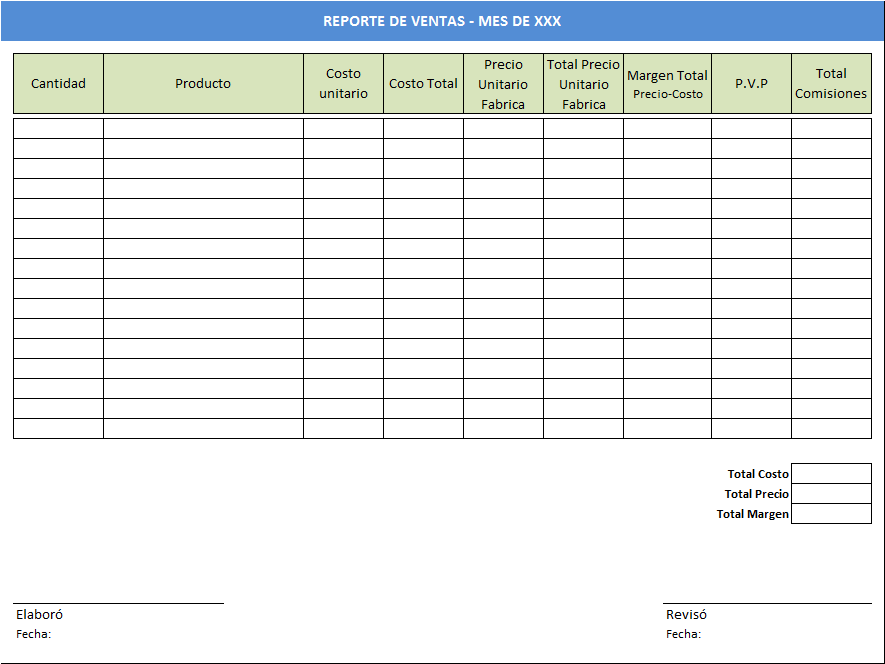 REPORTE DE VENTAS - MES DE XXX
Cantidad
Producto
Costo
unitario
Costo Total
Precio
Unitario
Fabrica
Total Precio
Unitario
Fabrica
Margen Total
Precio-Costo
P.V.P
Total
Comisiones
Total Costo
Total Precio
Total Margen
Elaboró
Fecha:
Revisó
Fecha: